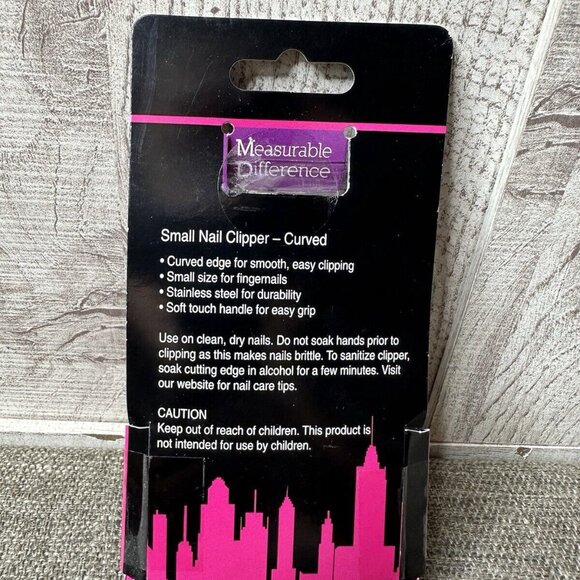 Measurable
Difference
Small Nail Clipper – Curved
• Curved edge for smooth, easy clipping
• Small size for fingernails
• Stainless steel for durability
• Soft touch handle for easy grip
Use on clean, dry nails. Do not soak hands prior to
clipping as this makes nails brittle. To sanitize clipper,
soak cutting edge in alcohol for a few minutes. Visit
our website for nail care tips.
CAUTION
Keep out of reach of children. This product is
not intended for use by children.